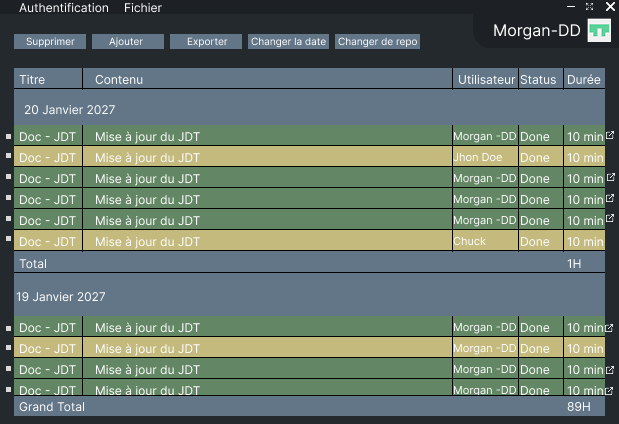 Authentification Fichier
Morgan-DD
Supprimer Ajouter Exporter Changer la date Changer de repo
Titre Contenu Utilisateur Status Durée
20 Janvier 2027
Doc - JDT Mise à jour du JDT Morgan -DD Done 10 min
Doc - JDT Mise à jour du JDT Jhon Doe Done 10 min
Doc - JDT Mise à jour du JDT Morgan -DD Done 10 min
Doc - JDT Mise à jour du JDT Morgan -DD Done 10 min
Doc - JDT Mise à jour du JDT Morgan -DD Done 10 min
Doc - JDT Mise à jour du JDT Chuck Done 10 min
Total 1H
19 Janvier 2027
Doc - JDT Mise à jour du JDT Morgan -DD Done 10 min
Doc - JDT Mise à jour du JDT Morgan -DD Done 10 min
Doc - JDT Mise à jour du JDT Morgan -DD Done 10 min
Doc - JDT Mise à jour du JDT Morgan -DD Done 10 min
Grand Total 89H